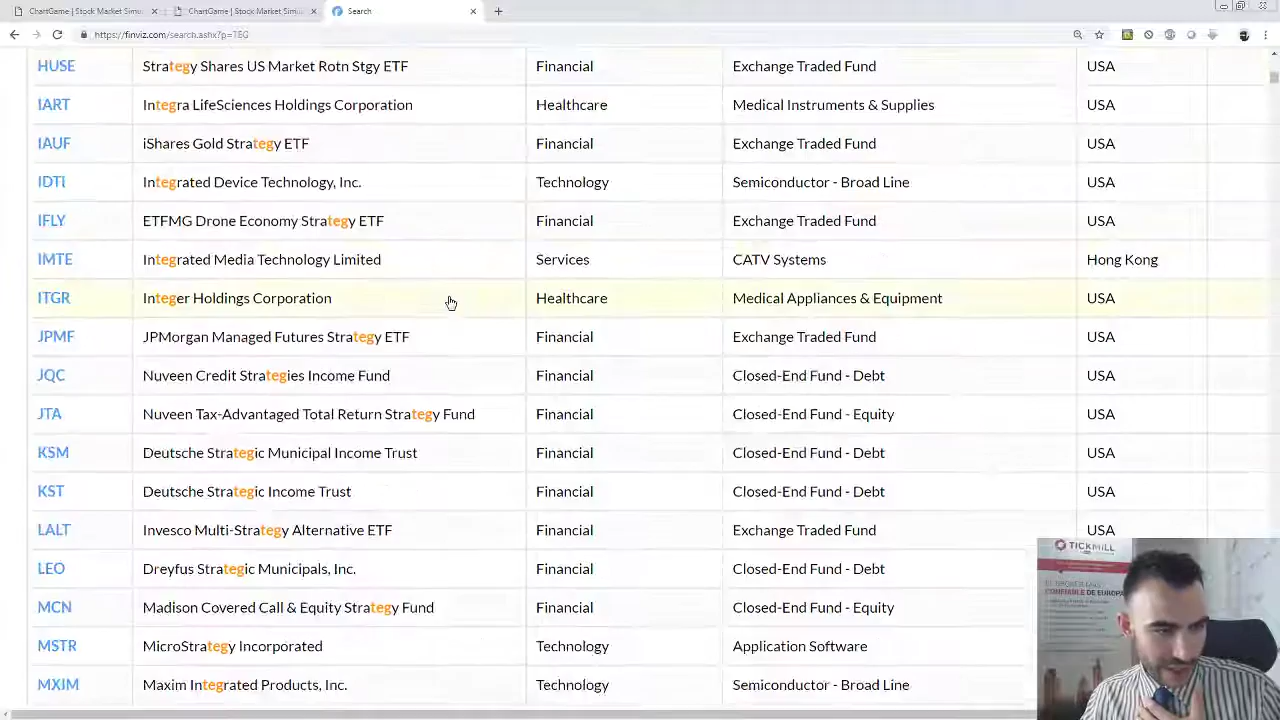 ChartGame | Stock Market Simu
ChartGame | Stock Market Simu
Search
https://finviz.com/search.ashx?p=TEG
HUSE Strategy Shares US Market Rotn Stgy ETF Financial Exchange Traded Fund USA
IART Integra LifeSciences Holdings Corporation Healthcare Medical Instruments & Supplies USA
IAUF iShares Gold Strategy ETF Financial Exchange Traded Fund USA
IDTI Integrated Device Technology, Inc. Technology Semiconductor - Broad Line USA
IFLY ETFMG Drone Economy Strategy ETF Financial Exchange Traded Fund USA
IMTE Integrated Media Technology Limited Services CATV Systems Hong Kong
ITGR Integer Holdings Corporation Healthcare Medical Appliances & Equipment USA
JPMF JPMorgan Managed Futures Strategy ETF Financial Exchange Traded Fund USA
JQC Nuveen Credit Strategies Income Fund Financial Closed-End Fund - Debt USA
JTA Nuveen Tax-Advantaged Total Return Strategy Fund Financial Closed-End Fund - Equity USA
KSM Deutsche Strategic Municipal Income Trust Financial Closed-End Fund - Debt USA
KST Deutsche Strategic Income Trust Financial Closed-End Fund - Debt USA
LALT Invesco Multi-Strategy Alternative ETF Financial Exchange Traded Fund USA
LEO Dreyfus Strategic Municipals, Inc. Financial Closed-End Fund - Debt
MCN Madison Covered Call & Equity Strategy Fund Financial Closed-End Fund - Equity
MSTR MicroStrategy Incorporated Technology Application Software
MXIM Maxim Integrated Products, Inc. Technology Semiconductor - Broad Line
TICKMILL
CONFIABLE DE EUROPA